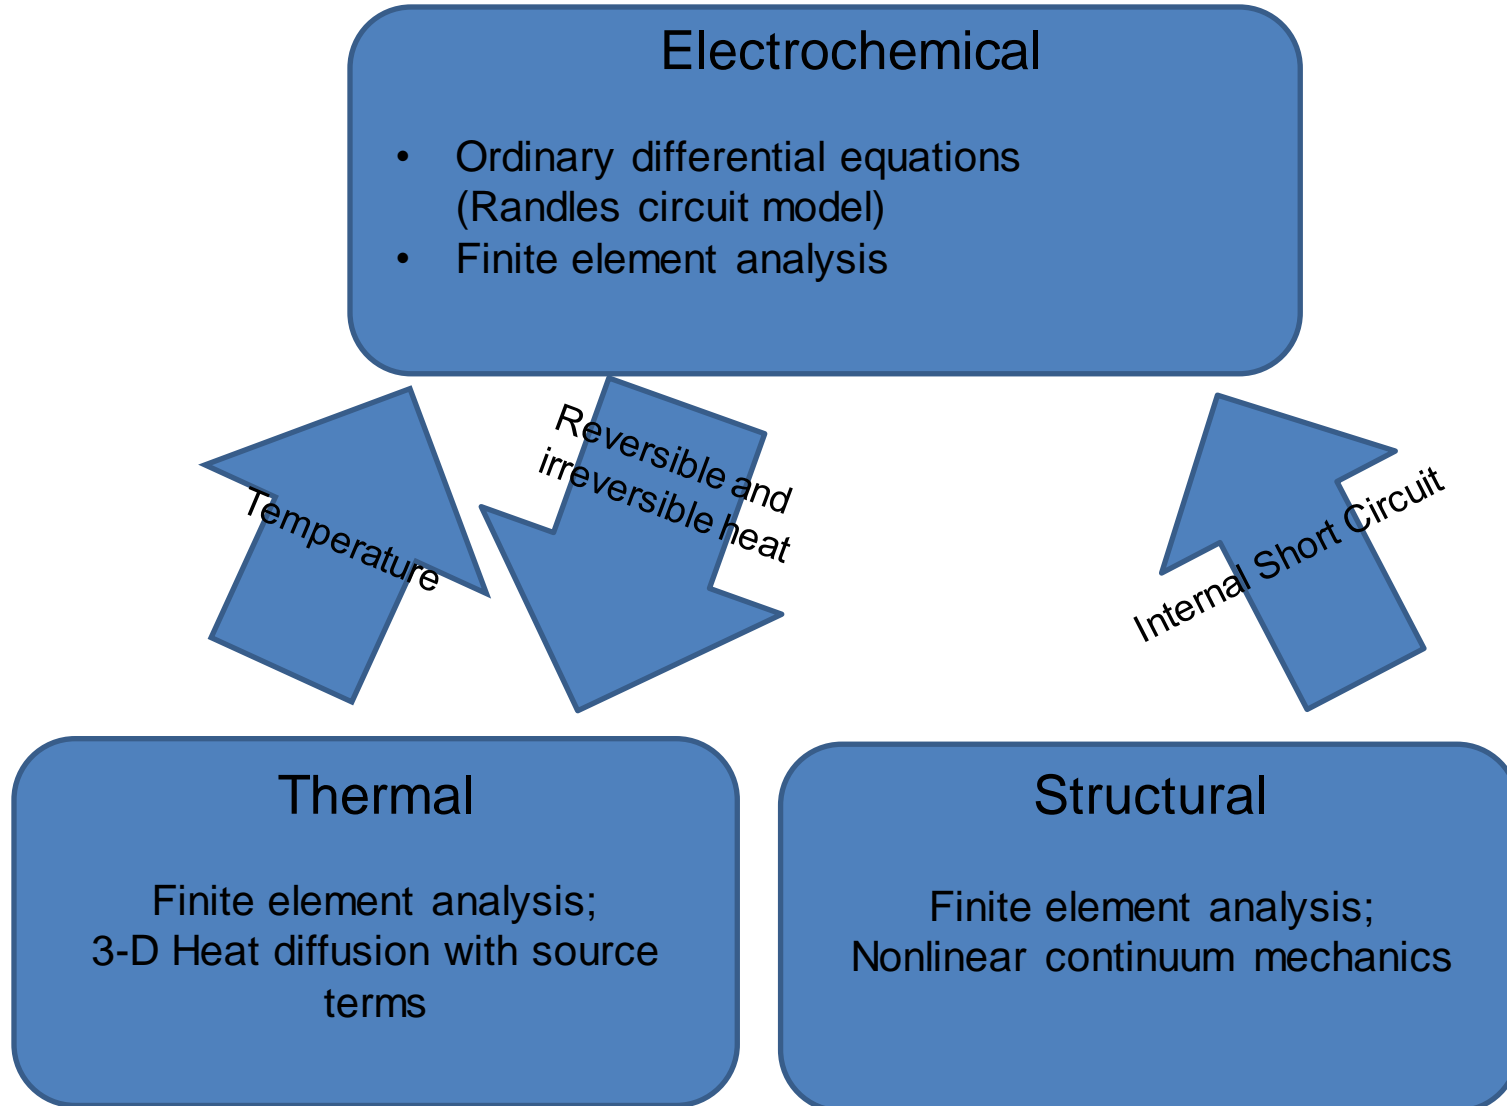 Electrochemical
• Ordinary differential equations
(Randles circuit model)
• Finite element analysis
Temperature
Reversible and
irreversible heat
Internal Short Circuit
Thermal
Finite element analysis;
3-D Heat diffusion with source
terms
Structural
Finite element analysis;
Nonlinear continuum mechanics